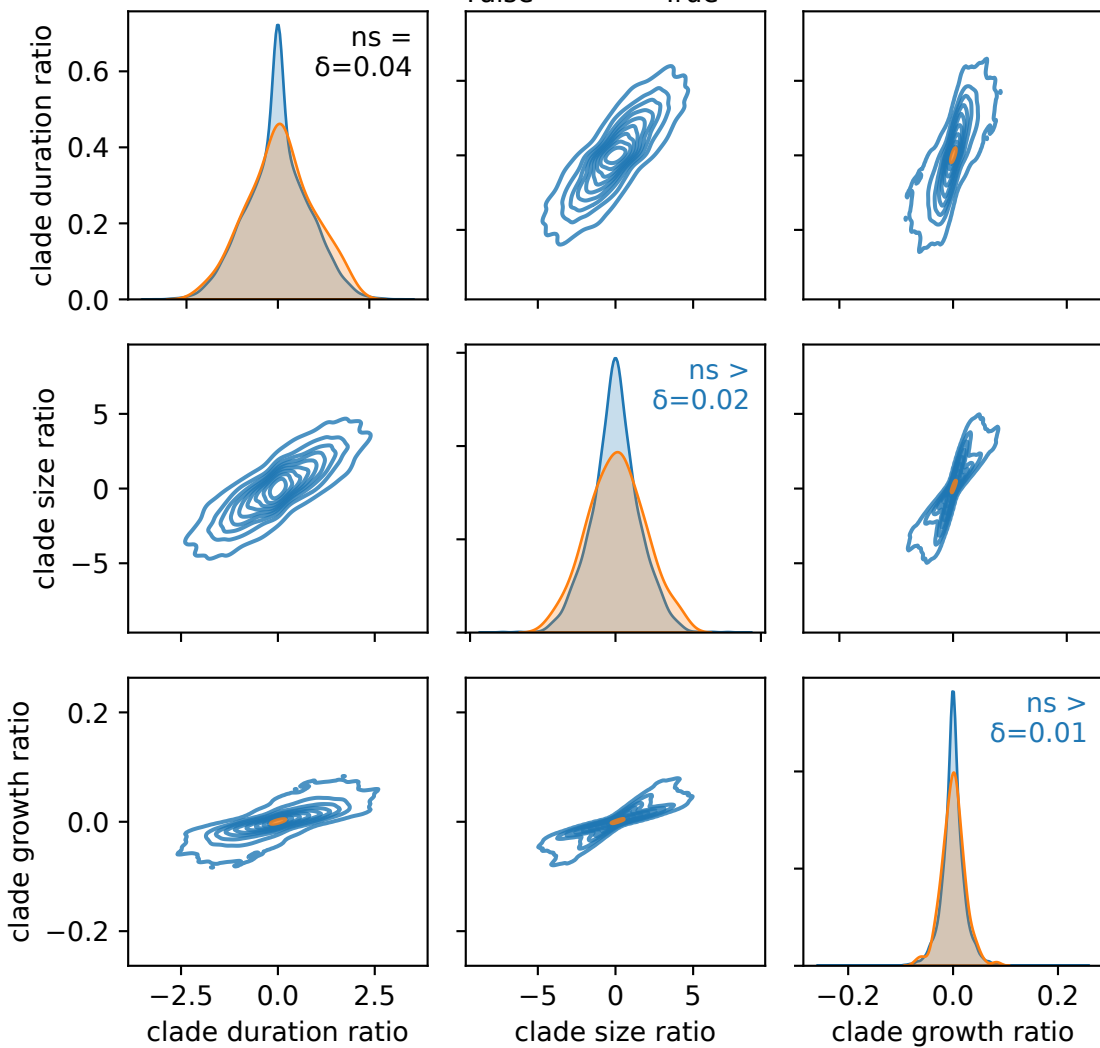 clade duration ratio
0.6
0.4
0.2
0.0
ns =
δ=0.04
clade size ratio
5
0
−5
ns >
δ=0.02
clade growth ratio
0.2
0.0
−0.2
ns >
δ=0.01
−2.5 0.0 2.5
−5 0 5
−0.2 0.0 0.2
clade duration ratio
clade size ratio
clade growth ratio